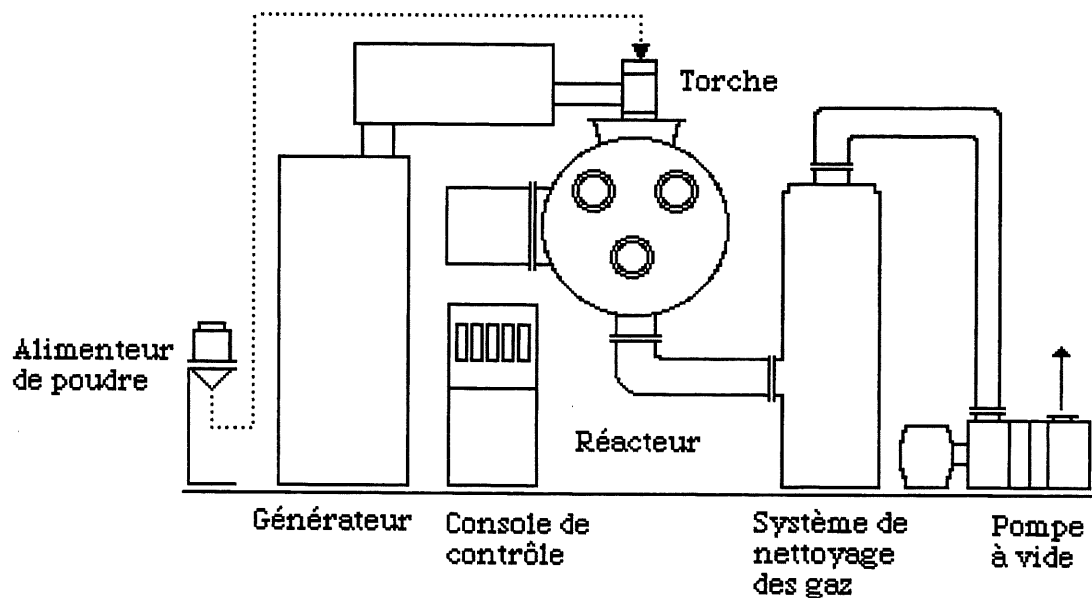 Torche
Alimenteur
de poudre
Réacteur
Générateur
Console de
contrôle
Système de
nettoyage
des gaz
Pompe
à vide